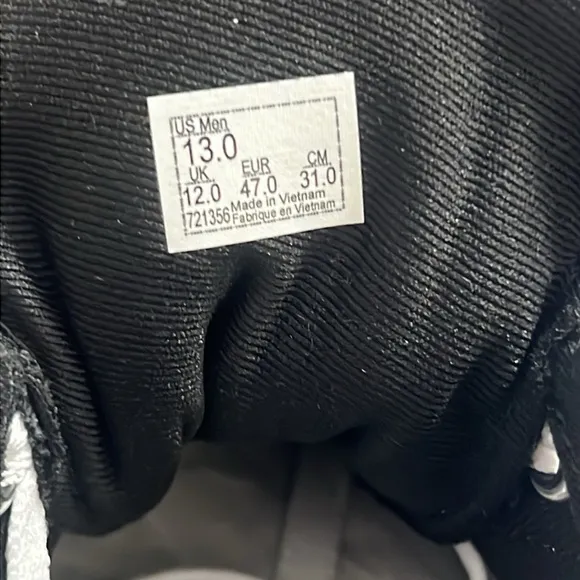 US Men
13.0
UK EUR CM
12.0 47.0 31.0
721356 Made in Vietnam
Fabrique en Vietnam